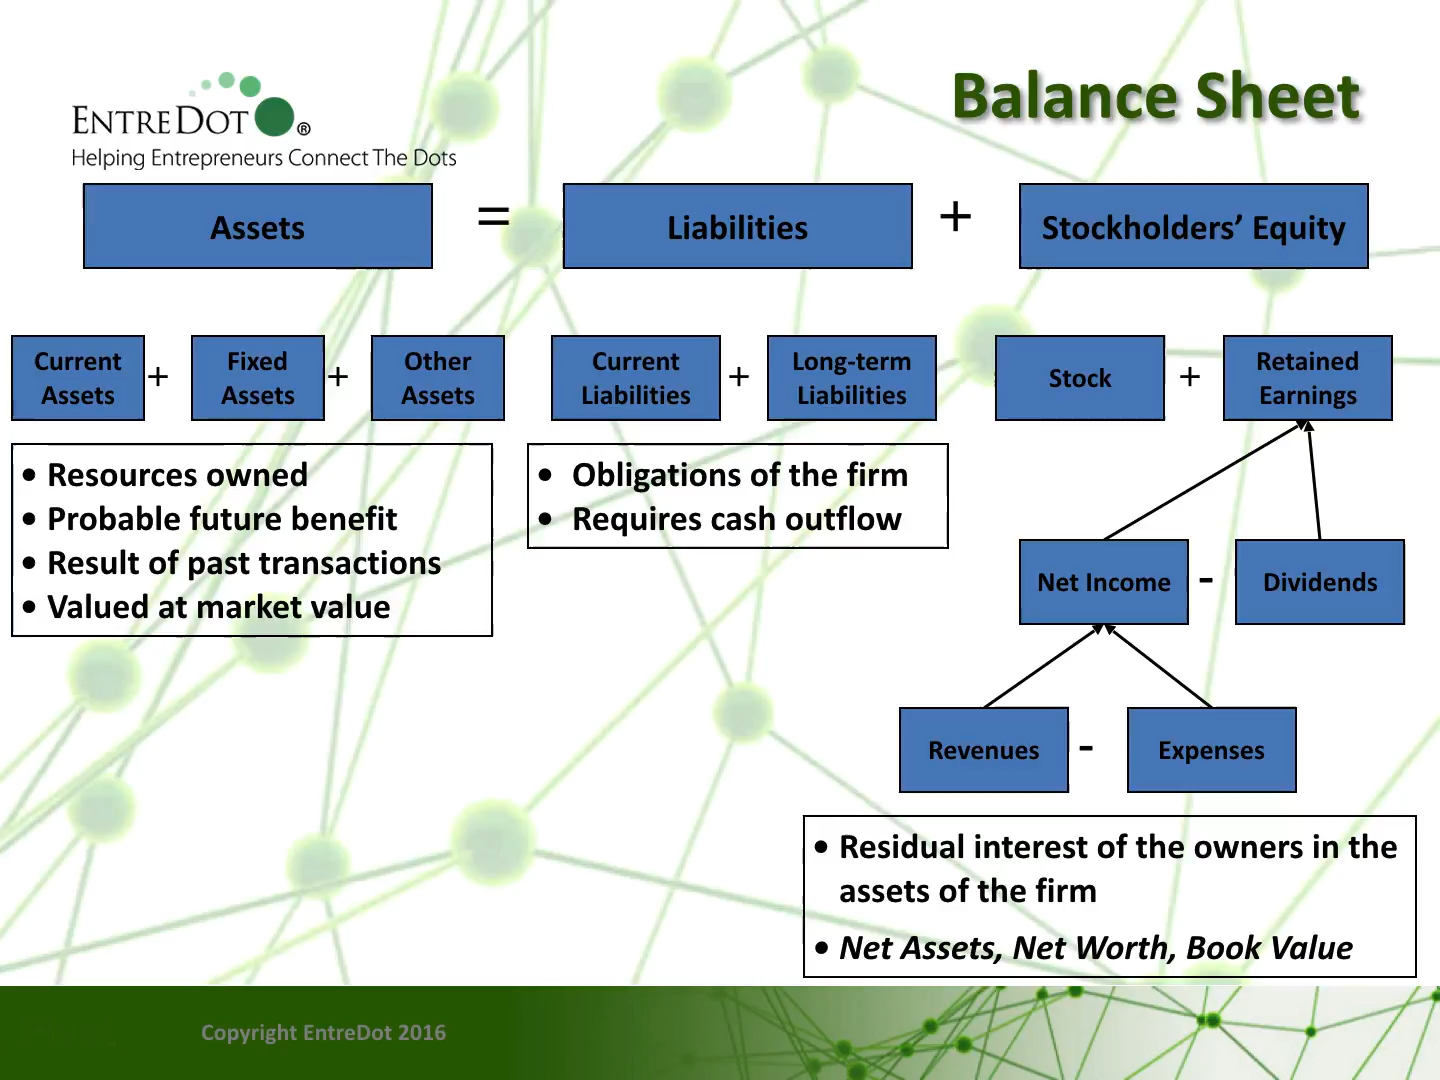 ENTREDOT®
Helping Entrepreneurs Connect The Dots
Balance Sheet
Assets = Liabilities + Stockholders’ Equity
Current
Assets
+
Fixed
Assets
+
Other
Assets
Current
Liabilities
+
Long-term
Liabilities
Stock
+
Retained
Earnings
• Resources owned
• Probable future benefit
• Result of past transactions
• Valued at market value
• Obligations of the firm
• Requires cash outflow
Net Income - Dividends
Revenues - Expenses
• Residual interest of the owners in the
assets of the firm
• Net Assets, Net Worth, Book Value
Copyright EntreDot 2016